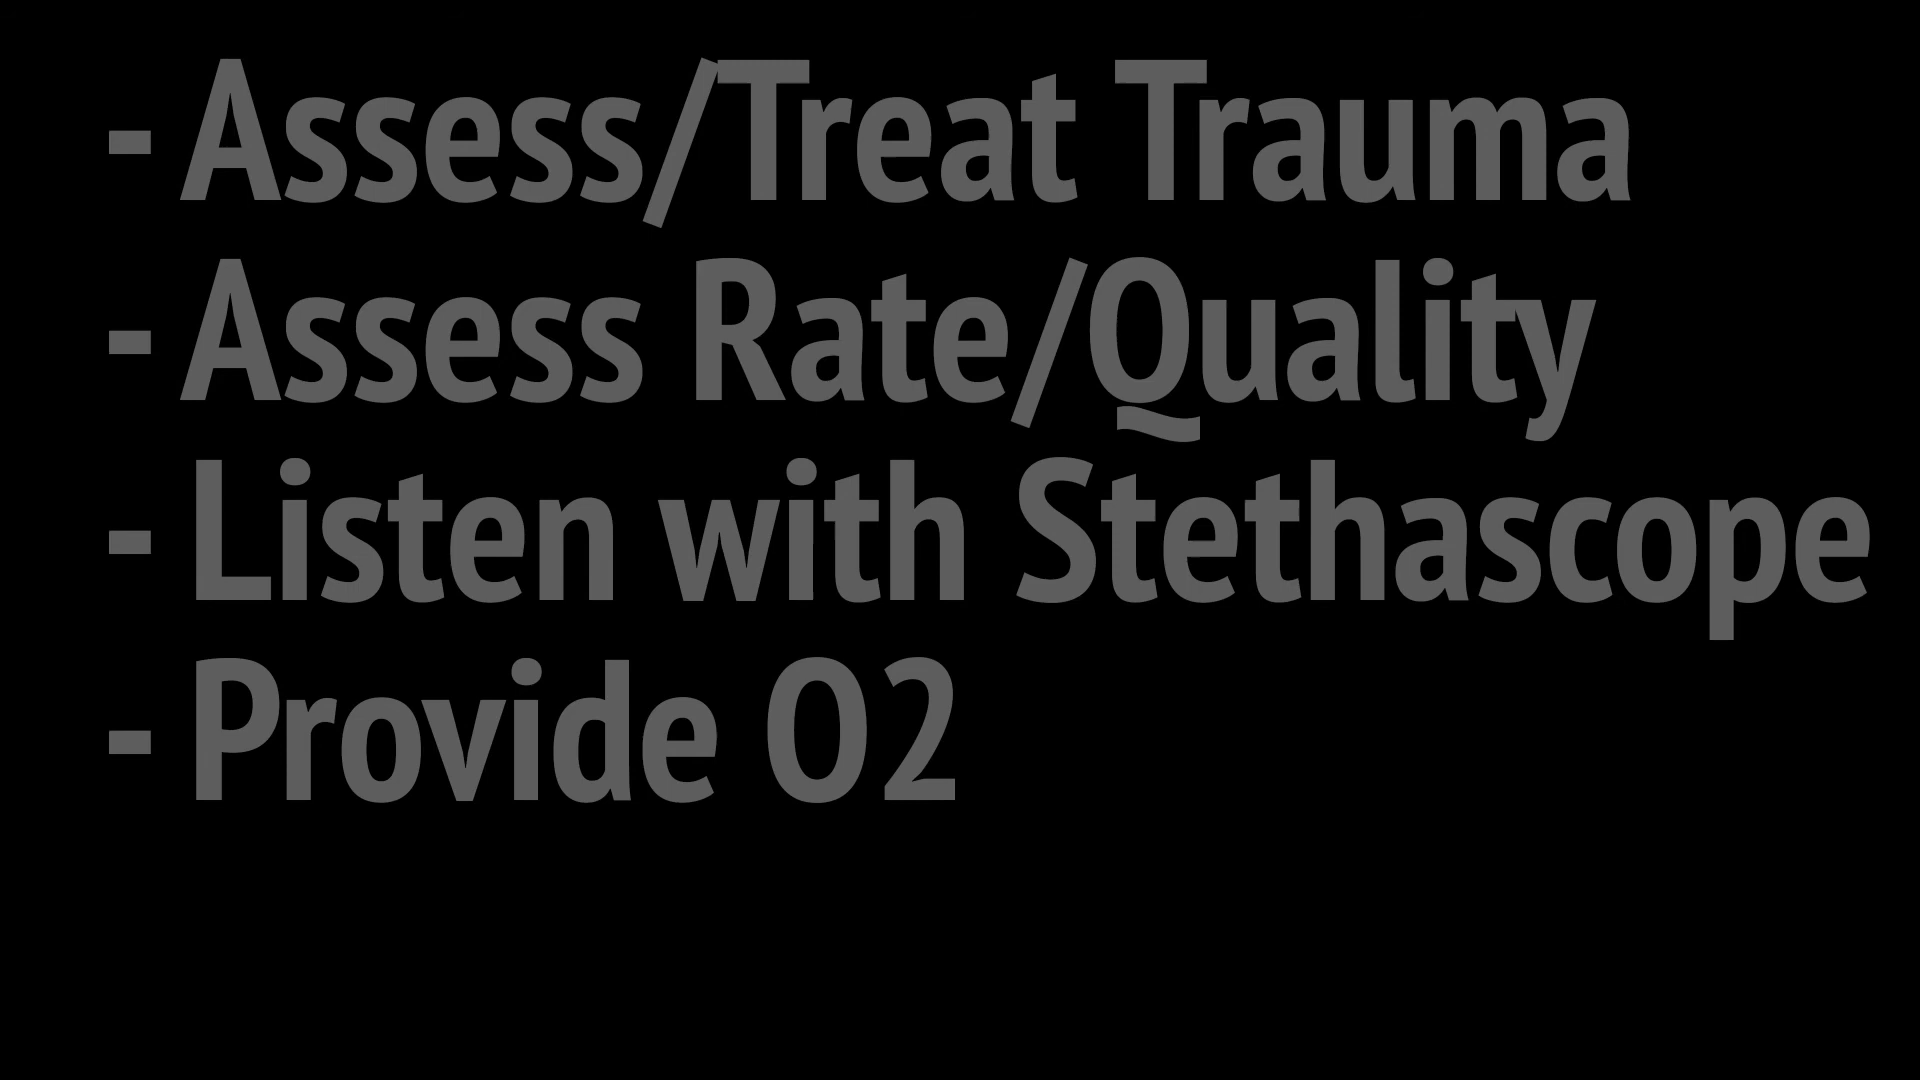 - Assess/Treat Trauma
- Assess Rate/Quality
- Listen with Stethascope
- Provide O2